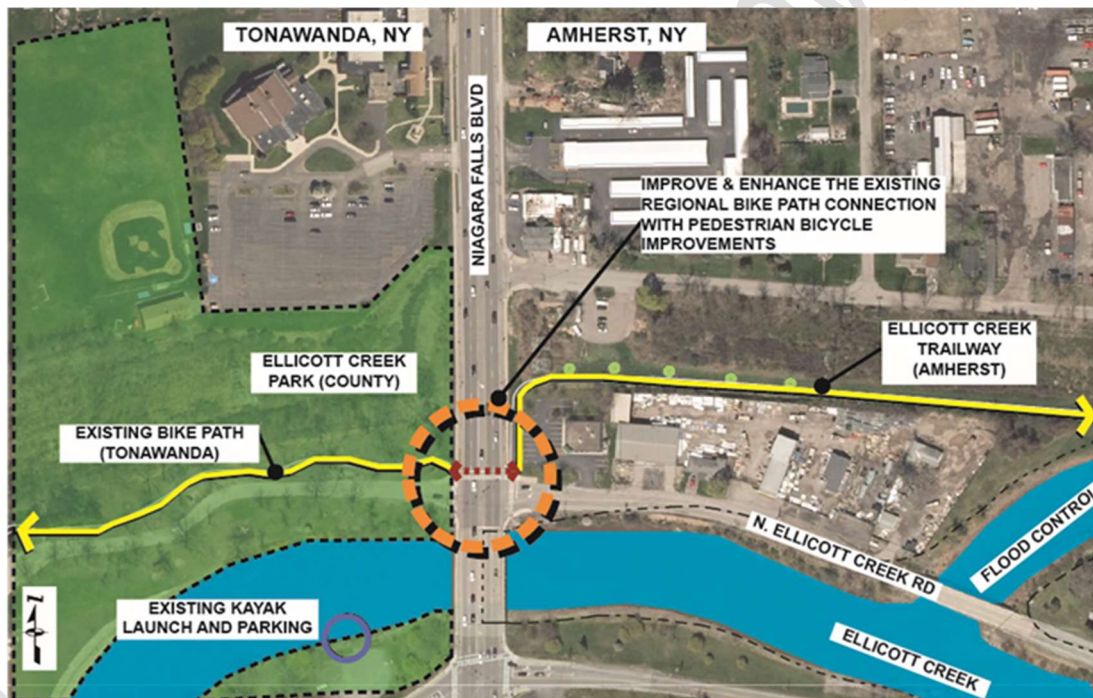 TONAWANDA, NY
AMHERST, NY
NIAGARA FALLS BLVD
IMPROVE & ENHANCE THE EXISTING
REGIONAL BIKE PATH CONNECTION
WITH PEDESTRIAN BICYCLE
IMPROVEMENTS
ELLICOTT CREEK
TRAILWAY
(AMHERST)
ELLICOTT CREEK
PARK (COUNTY)
EXISTING BIKE PATH
(TONAWANDA)
N. ELLICOTT CREEK RD
FLOOD CONTROL
EXISTING KAYAK
LAUNCH AND PARKING
ELLICOTT CREEK